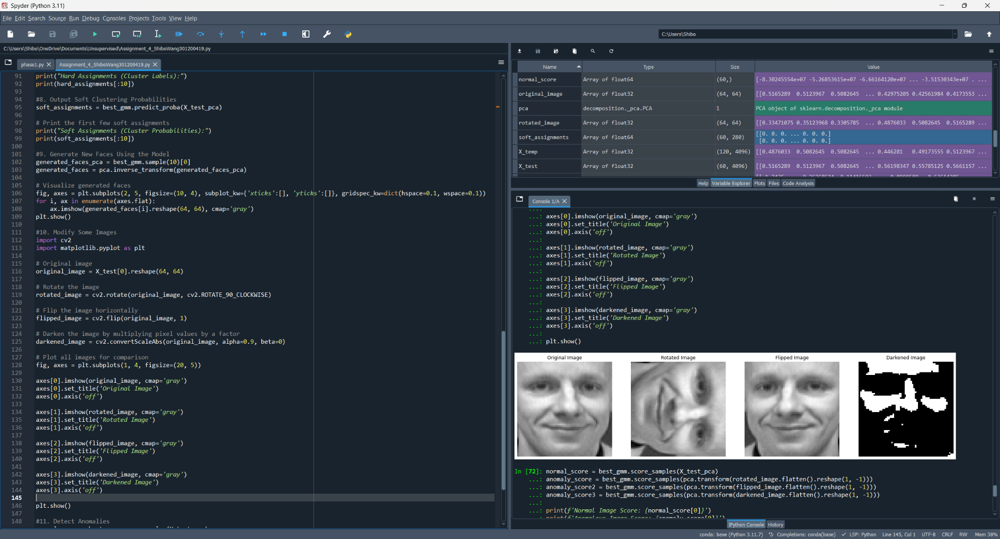 Spyder (Python 3.11)
File Edit Search Source Run Debug Consoles Projects Tools View Help
C:\Users\Shibo
C:\Users\Shibo\OneDrive\Documents\Unsupervised\Assignment_4_ShiboWang301200419.py
phase1.py
Assignment_4_ShiboWang301200419.py
91 print("Hard Assignments (Cluster Labels):")
92 print(hard_assignments[:10])
93
94 #8. Output Soft Clustering Probabilities
95 soft_assignments = best_gmm.predict_proba(X_test_pca)
96
97 # Print the first few soft assignments
98 print("Soft Assignments (Cluster Probabilities):")
99 print(soft_assignments[:10])
100
101 #9. Generate New Faces Using the Model
102 generated_faces_pca = best_gmm.sample(10)[0]
103 generated_faces = pca.inverse_transform(generated_faces_pca)
104
105 # Visualize generated faces
106 fig, axes = plt.subplots(2, 5, figsize=(10, 4), subplot_kw={'xticks':[], 'yticks':[]}, gridspec_kw=dict(hspace=0.1, wspace=0.1))
107 for i, ax in enumerate(axes.flat):
108     ax.imshow(generated_faces[i].reshape(64, 64), cmap='gray')
109 plt.show()
110
111 #10. Modify Some Images
112 import cv2
113 import matplotlib.pyplot as plt
114
115 # Original image
116 original_image = X_test[0].reshape(64, 64)
117
118 # Rotate the image
119 rotated_image = cv2.rotate(original_image, cv2.ROTATE_90_CLOCKWISE)
120
121 # Flip the image horizontally
122 flipped_image = cv2.flip(original_image, 1)
123
124 # Darken the image by multiplying pixel values by a factor
125 darkened_image = cv2.convertScaleAbs(original_image, alpha=0.9, beta=0)
126
127 # Plot all images for comparison
128 fig, axes = plt.subplots(1, 4, figsize=(20, 5))
129
130 axes[0].imshow(original_image, cmap='gray')
131 axes[0].set_title('Original Image')
132 axes[0].axis('off')
133
134 axes[1].imshow(rotated_image, cmap='gray')
135 axes[1].set_title('Rotated Image')
136 axes[1].axis('off')
137
138 axes[2].imshow(flipped_image, cmap='gray')
139 axes[2].set_title('Flipped Image')
140 axes[2].axis('off')
141
142 axes[3].imshow(darkened_image, cmap='gray')
143 axes[3].set_title('Darkened Image')
144 axes[3].axis('off')
145
146 plt.show()
147
148 #11. Detect Anomalies
Name Type Size Value
normal_score Array of float64 (60,) [-8.30245554e+07 -5.26853615e+07 -6.66164120e+07 ... -3.51530343e+07 . ...
original_image Array of float32 (64, 64) [[0.5165289 0.5123967 0.5082645 ... 0.42975205 0.42561984 0.4173553 ...
pca decomposition._pca.PCA 1 PCA object of sklearn.decomposition._pca module
rotated_image Array of float32 (64, 64) [[0.33471075 0.35123968 0.3305785 ... 0.4876033 0.5082645 0.5165289 ...
soft_assignments Array of float64 (60, 280) [[0. 0. 0. ... 0. 0. 0.]
[0. 0. 0. ... 0. 0. 0.]
X_temp Array of float32 (120, 4096) [[0.4876033 0.5082645 0.5082645 ... 0.446281 0.49173555 0.5123967 ...
X_test Array of float32 (60, 4096) [[0.5165289 0.5123967 0.5082645 ... 0.56198347 0.55785125 0.5661157 ...
Help Variable Explorer Plots Files Code Analysis
Console 1/A
...: axes[0].imshow(original_image, cmap='gray')
...: axes[0].set_title('Original Image')
...: axes[0].axis('off')
...:
...: axes[1].imshow(rotated_image, cmap='gray')
...: axes[1].set_title('Rotated Image')
...: axes[1].axis('off')
...:
...: axes[2].imshow(flipped_image, cmap='gray')
...: axes[2].set_title('Flipped Image')
...: axes[2].axis('off')
...:
...: axes[3].imshow(darkened_image, cmap='gray')
...: axes[3].set_title('Darkened Image')
...: axes[3].axis('off')
...:
...: plt.show()
Original Image Rotated Image Flipped Image Darkened Image
In [72]: normal_score = best_gmm.score_samples(X_test_pca)
...: anomaly_score = best_gmm.score_samples(pca.transform(rotated_image.flatten().reshape(1, -1)))
...: anomaly_score2 = best_gmm.score_samples(pca.transform(flipped_image.flatten().reshape(1, -1)))
...: anomaly_score3 = best_gmm.score_samples(pca.transform(darkened_image.flatten().reshape(1, -1)))
...:
...: print(f'Normal Image Score: {normal_score[0]}')
...: print(f'Anomalous Image Score: {anomaly_score[0]}')
IPython Console History
conda: base (Python 3.11.7) Completions: conda(base) LSP: Python Line 145, Col 1 UTF-8 CRLF RW Mem 38%